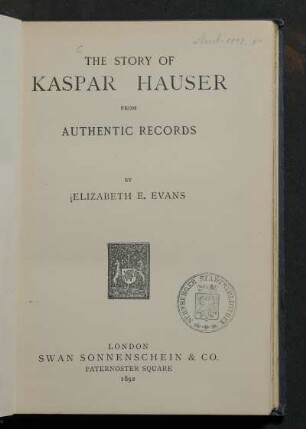 THE STORY OF
KASPAR HAUSER
FROM
AUTHENTIC RECORDS
BY
ELIZABETH E. EVANS
LONDON
SWAN SONNENSCHEIN & CO.
PATERNOSTER SQUARE
1892